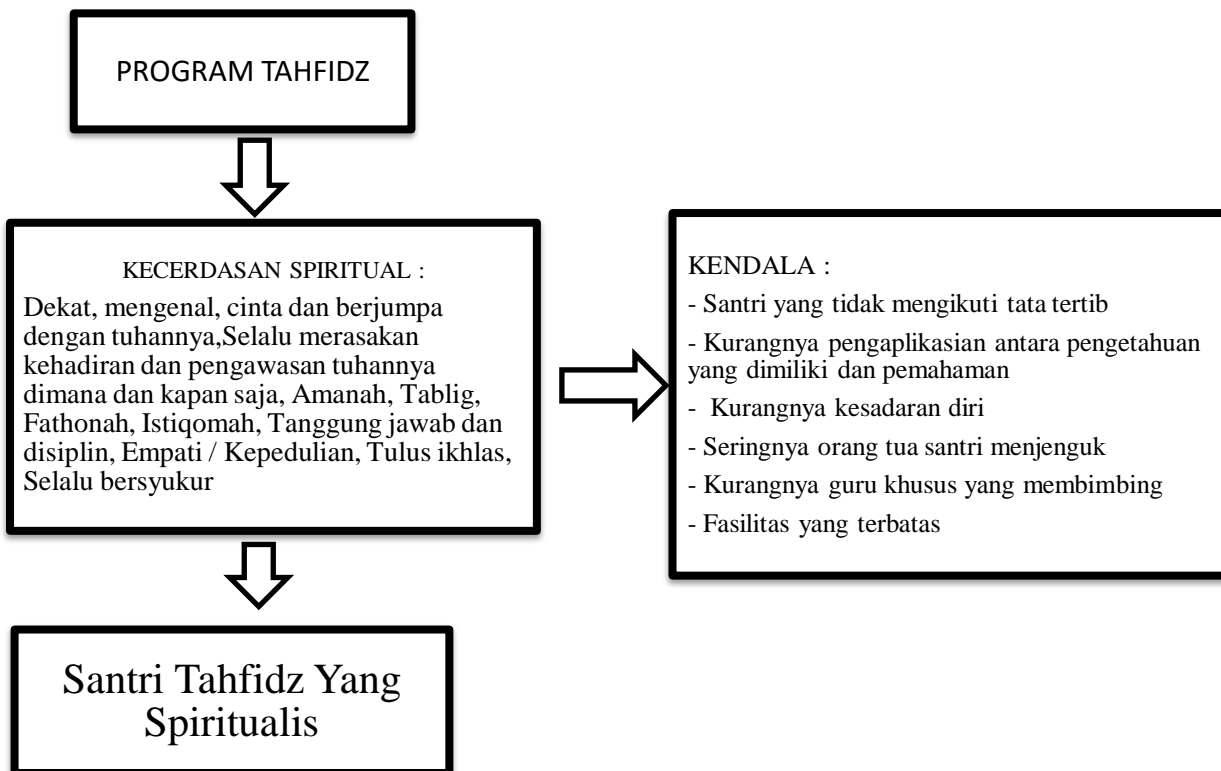 PROGRAM TAHFIDZ
KECERDASAN SPIRITUAL :
Dekat, mengenal, cinta dan berjumpa
dengan tuhannya,Selalu merasakan
kehadiran dan pengawasan tuhannya
dimana dan kapan saja, Amanah, Tablig,
Fathonah, Istiqomah, Tanggung jawab dan
disiplin, Empati / Kepedulian, Tulus ikhlas,
Selalu bersyukur
KENDALA :
- Santri yang tidak mengikuti tata tertib
- Kurangnya pengaplikasian antara pengetahuan
yang dimiliki dan pemahaman
- Kurangnya kesadaran diri
- Seringnya orang tua santri menjenguk
- Kurangnya guru khusus yang membimbing
- Fasilitas yang terbatas
Santri Tahfidz Yang
Spiritualis